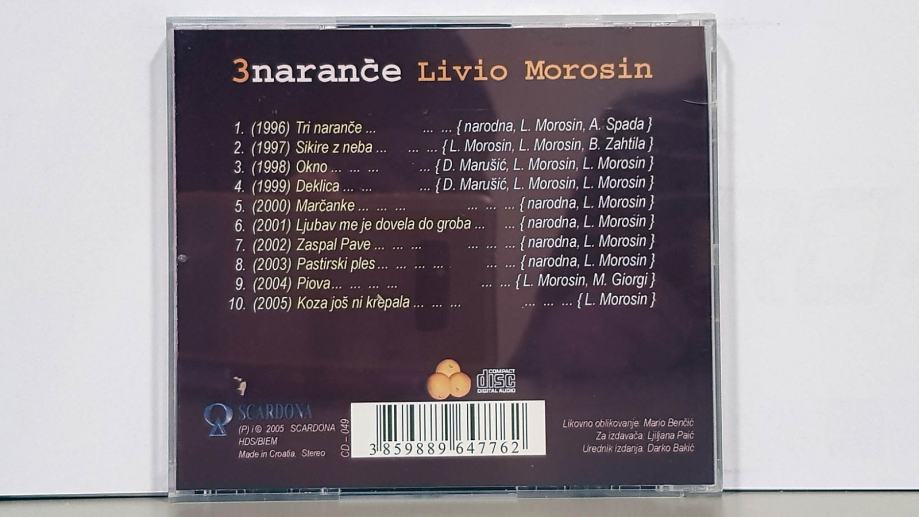 3naranče Livio Morosin
1. (1996) Tri naranče ... ... ... { narodna, L. Morosin, A. Spada }
2. (1997) Sikire z neba ... ... ... { L. Morosin, L. Morosin, B. Zahtila }
3. (1998) Okno ... ... ... ... { D. Marušić, L. Morosin, L. Morosin }
4. (1999) Deklica ... ... ... { D. Marušić, L. Morosin, L. Morosin }
5. (2000) Marčanke ... ... ... ... ... ... { narodna, L. Morosin }
6. (2001) Ljubav me je dovela do groba ... ... { narodna, L. Morosin }
7. (2002) Zaspal Pave ... ... ... ... ... ... { narodna, L. Morosin }
8. (2003) Pastirski ples ... ... ... ... ... ... { narodna, L. Morosin }
9. (2004) Piova ... ... ... ... ... ... { L. Morosin, M. Giorgi }
10. (2005) Koza još ni krepala ... ... ... ... ... ... { L. Morosin }
COMPACT
disc
DIGITAL AUDIO
SCARDONA
(P) i © 2005 SCARDONA
HDS/BIEM
Made in Croatia. Stereo
CD – 049
3 859889 647762
Likovno oblikovanje: Mario Benčić
Za izdavača: Ljiljana Paić
Urednik izdanja: Darko Bakić